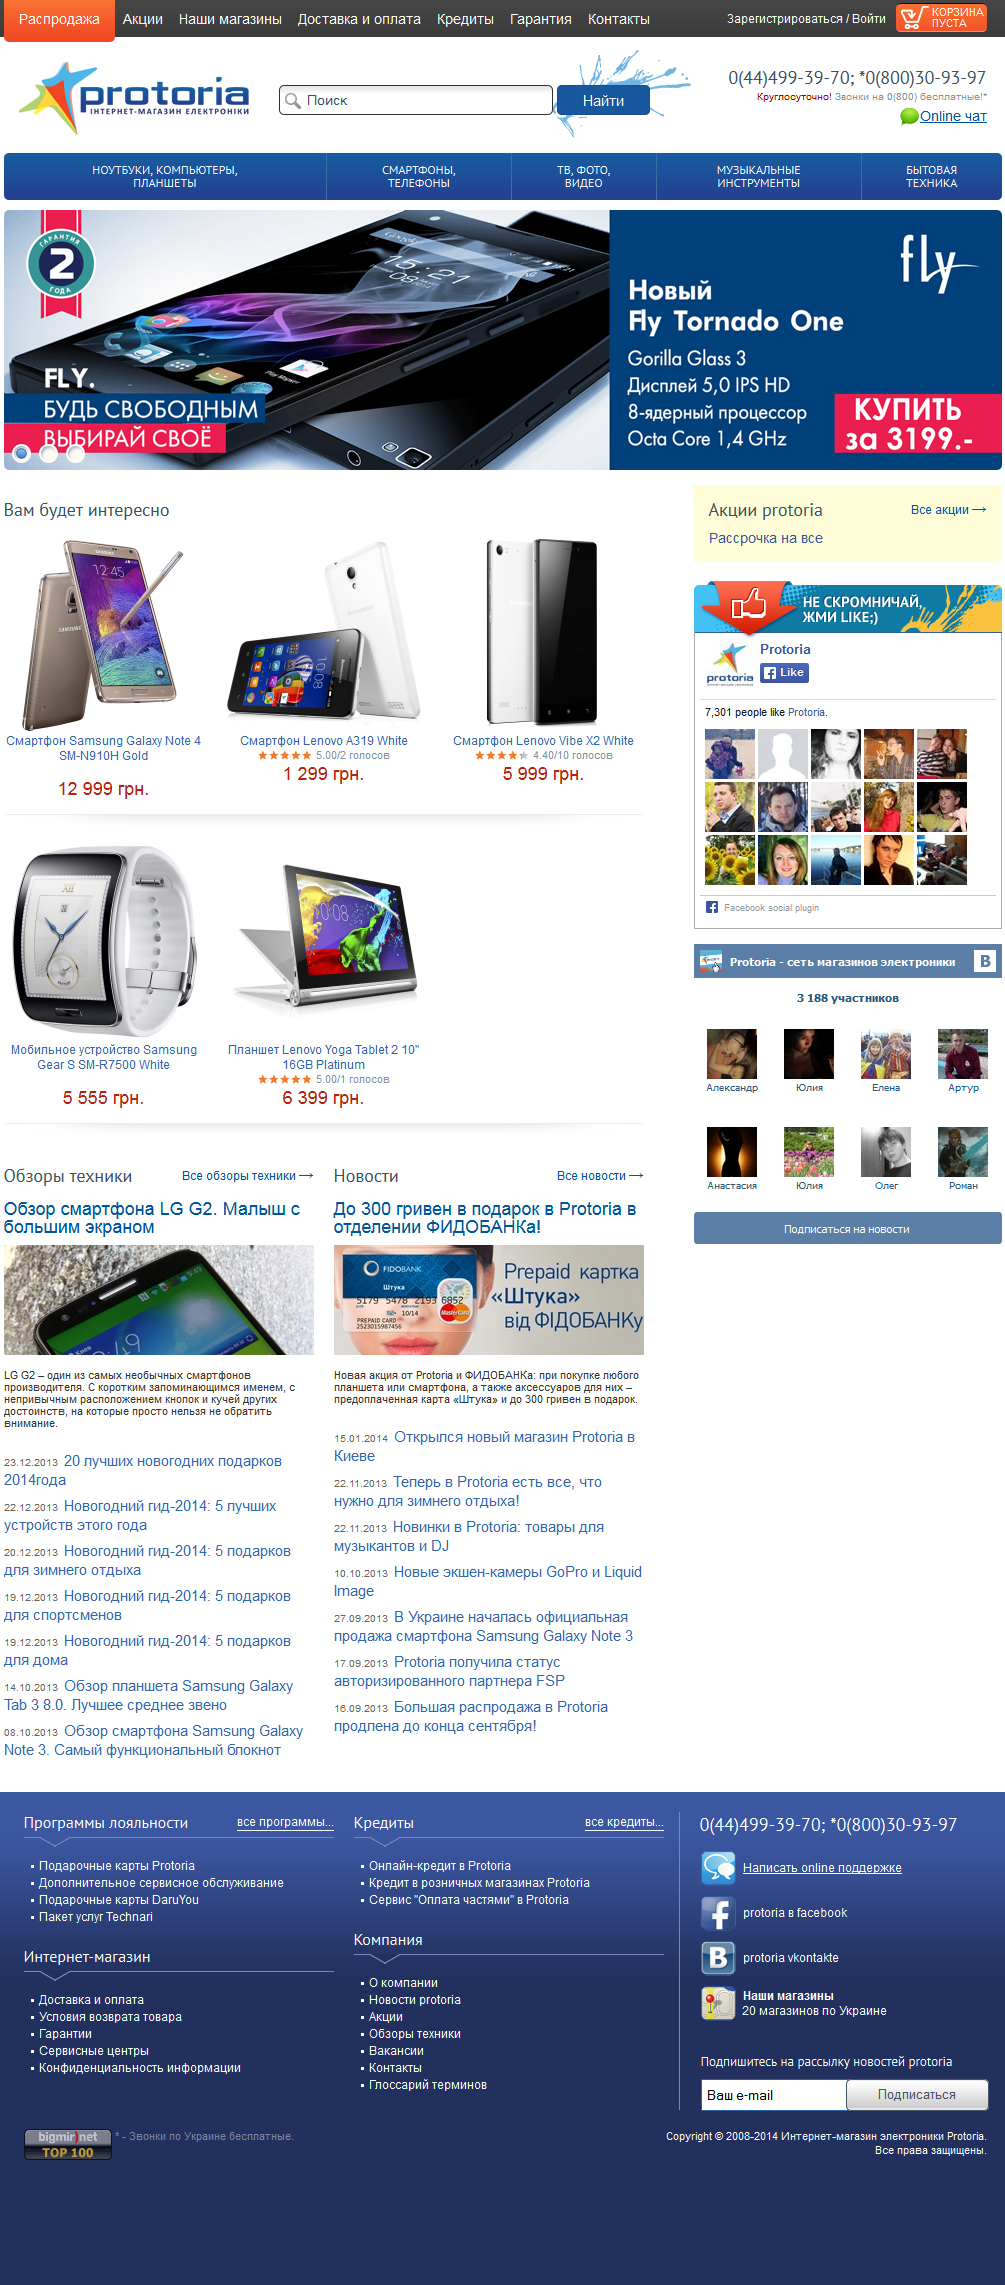 Распродажа Акции Наши магазины Доставка и оплата Кредиты Гарантия Контакты Зарегистрироваться / Войти КОРЗИНА ПУСТА
protoria
ІНТЕРНЕТ-МАГАЗИН ЕЛЕКТРОНІКИ
Поиск Найти
0(44)499-39-70; *0(800)30-93-97
Круглосуточно! Звонки на 0(800) бесплатные!*
Online чат
НОУТБУКИ, КОМПЬЮТЕРЫ, ПЛАНШЕТЫ
СМАРТФОНЫ, ТЕЛЕФОНЫ
ТВ, ФОТО, ВИДЕО
МУЗЫКАЛЬНЫЕ ИНСТРУМЕНТЫ
БЫТОВАЯ ТЕХНИКА
ГАРАНТИЯ
2
ГОДА
FLY.
БУДЬ СВОБОДНЫМ
ВЫБИРАЙ СВОЁ
fly
Новый
Fly Tornado One
Gorilla Glass 3
Дисплей 5,0 IPS HD
8-ядерный процессор
Octa Core 1,4 GHz
КУПИТЬ
за 3199.-
Вам будет интересно
Смартфон Samsung Galaxy Note 4
SM-N910H Gold
12 999 грн.
Смартфон Lenovo A319 White
5.00/2 голосов
1 299 грн.
Смартфон Lenovo Vibe X2 White
4.40/10 голосов
5 999 грн.
Мобильное устройство Samsung
Gear S SM-R7500 White
5 555 грн.
Планшет Lenovo Yoga Tablet 2 10"
16GB Platinum
5.00/1 голосов
6 399 грн.
Акции protoria Все акции →
Рассрочка на все
НЕ СКРОМНИЧАЙ,
ЖМИ LIKE;)
protoria
Protoria
Like
7,301 people like Protoria.
Facebook social plugin
Protoria - сеть магазинов электроники B
3 188 участников
Александр Юлия Елена Артур
Анастасия Юлия Олег Роман
Подписаться на новости
Обзоры техники Все обзоры техники →
Обзор смартфона LG G2. Малыш с
большим экраном
LG G2 – один из самых необычных смартфонов
производителя. С коротким запоминающимся именем, с
непривычным расположением кнопок и кучей других
достоинств, на которые просто нельзя не обратить
внимание.
23.12.2013 20 лучших новогодних подарков
2014года
22.12.2013 Новогодний гид-2014: 5 лучших
устройств этого года
20.12.2013 Новогодний гид-2014: 5 подарков
для зимнего отдыха
19.12.2013 Новогодний гид-2014: 5 подарков
для спортсменов
19.12.2013 Новогодний гид-2014: 5 подарков
для дома
14.10.2013 Обзор планшета Samsung Galaxy
Tab 3 8.0. Лучшее среднее звено
08.10.2013 Обзор смартфона Samsung Galaxy
Note 3. Самый функциональный блокнот
Новости Все новости →
До 300 гривен в подарок в Protoria в
отделении ФИДОБАНКа!
FIDOBANK
Штука
5179 5478 2193 6852
10/14
PREPAID CARD
2523015987456
MasterCard
Prepaid картка
«Штука»
від ФІДОБАНКу
Новая акция от Protoria и ФИДОБАНКа: при покупке любого
планшета или смартфона, а также аксессуаров для них –
предоплаченная карта «Штука» и до 300 гривен в подарок.
15.01.2014 Открылся новый магазин Protoria в
Киеве
22.11.2013 Теперь в Protoria есть все, что
нужно для зимнего отдыха!
22.11.2013 Новинки в Protoria: товары для
музыкантов и DJ
10.10.2013 Новые экшен-камеры GoPro и Liquid
Image
27.09.2013 В Украине началась официальная
продажа смартфона Samsung Galaxy Note 3
17.09.2013 Protoria получила статус
авторизированного партнера FSP
16.09.2013 Большая распродажа в Protoria
продлена до конца сентября!
Программы лояльности все программы...
Подарочные карты Protoria
Дополнительное сервисное обслуживание
Подарочные карты DaruYou
Пакет услуг Technari
Интернет-магазин
Доставка и оплата
Условия возврата товара
Гарантии
Сервисные центры
Конфиденциальность информации
Кредиты все кредиты...
Онлайн-кредит в Protoria
Кредит в розничных магазинах Protoria
Сервис "Оплата частями" в Protoria
Компания
О компании
Новости protoria
Акции
Обзоры техники
Вакансии
Контакты
Глоссарий терминов
0(44)499-39-70; *0(800)30-93-97
Написать online поддержке
protoria в facebook
protoria vkontakte
Наши магазины
20 магазинов по Украине
Подпишитесь на рассылку новостей protoria
Ваш e-mail Подписаться
bigmir)net
TOP 100
* - Звонки по Украине бесплатные.
Copyright © 2008-2014 Интернет-магазин электроники Protoria.
Все права защищены.